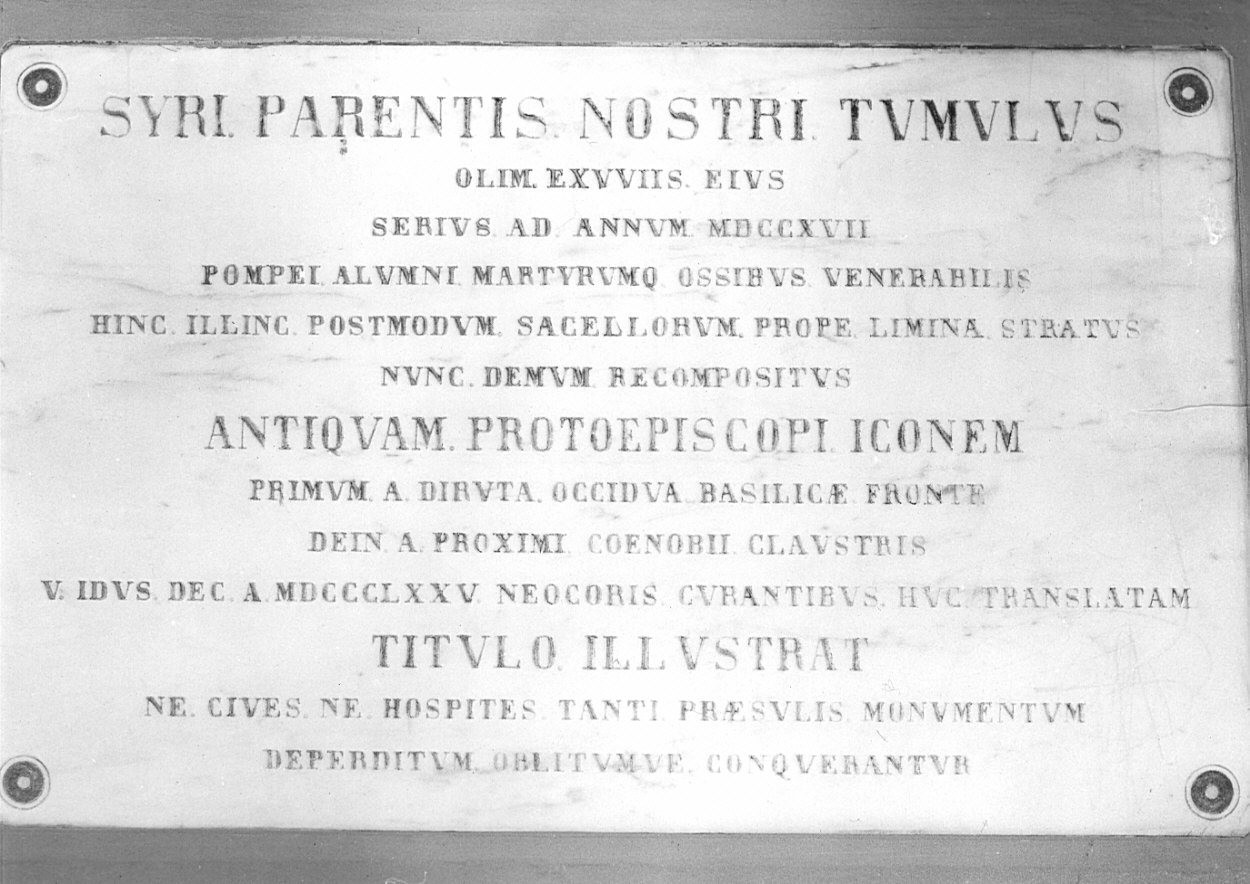 SYRI. PARENTIS. NOSTRI. TVMVLVS
OLIM. EXVVIIS. EIVS
SERIVS. AD. ANNVM. MDCCXVII
POMPEI. ALVMNI. MARTYRVMQ. OSSIBVS. VENERABILIS
HINC. ILLINC. POSTMODVM. SACELLORVM. PROPE. LIMINA. STRATVS
NVNC. DEMVM. RECOMPOSITVS
ANTIQVAM. PROTOEPISCOPI. ICONEM
PRIMVM. A. DIRVTA. OCCIDVA. BASILICÆ. FRONTE
DEIN. A. PROXIMI. COENOBII. CLAVSTRIS
V. IDVS. DEC. A. MDCCCLXXV. NEOCORIS. CVRANTIBVS. HVC. TRANSLATAM
TITVLO. ILLVSTRAT
NE. CIVES. NE. HOSPITES. TANTI. PRÆSVLIS. MONVMENTVM
DEPERDITVM. OBLITVMVE. CONQVERANTVR